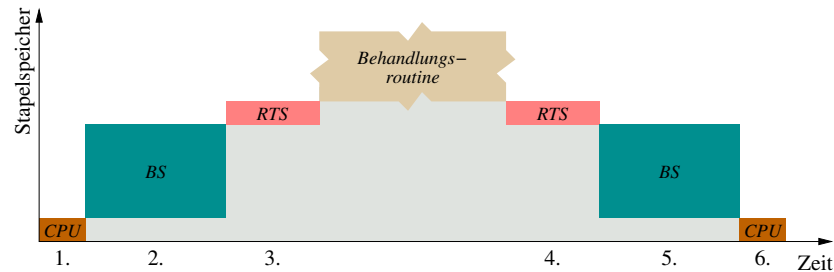 Stapelspeicher
Behandlungs−
routine
RTS
RTS
BS
BS
CPU
CPU
1.
2.
3.
4.
5.
6.
Zeit